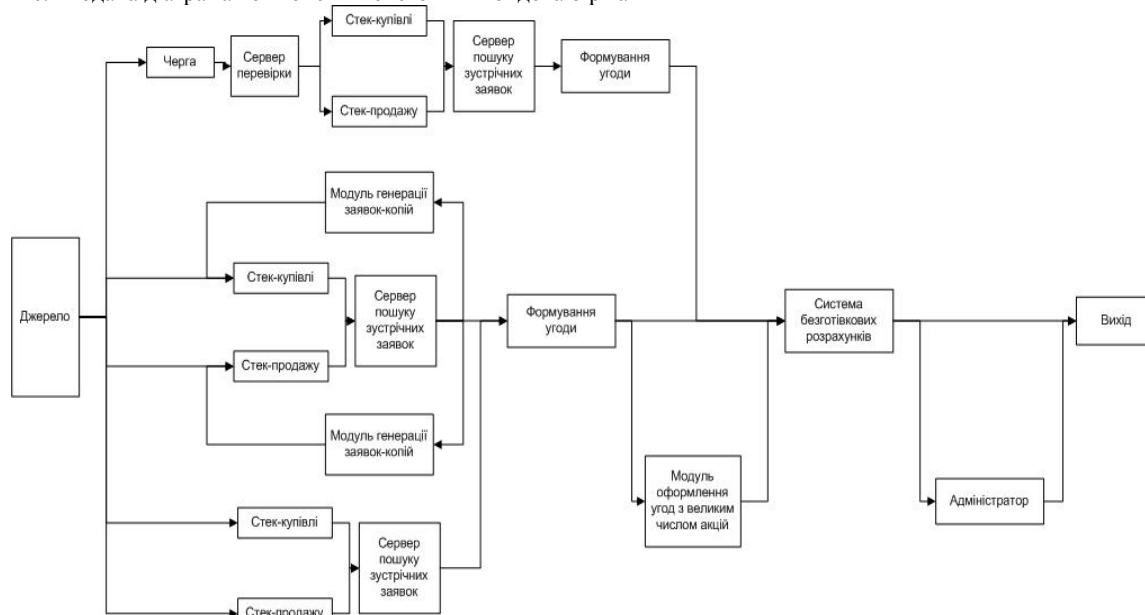 Стек-купівлі
Черга
Сервер
перевірки
Стек-продажу
Сервер
пошуку
зустрічних
заявок
Формування
угоди
Модуль генерації
заявок-копій
Джерело
Стек-купівлі
Стек-продажу
Сервер
пошуку
зустрічних
заявок
Модуль генерації
заявок-копій
Формування
угоди
Система
безготівкових
розрахунків
Вихід
Модуль
оформлення
угод з великим
числом акцій
Адміністратор
Стек-купівлі
Стек-продажу
Сервер
пошуку
зустрічних
заявок